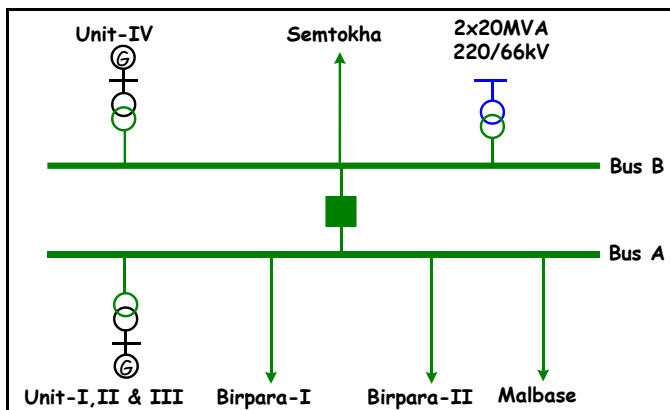 Unit-IV
Semtokha
2x20MVA
220/66kV
G
Bus B
Bus A
G
Unit-I,II & III
Birpara-I
Birpara-II
Malbase